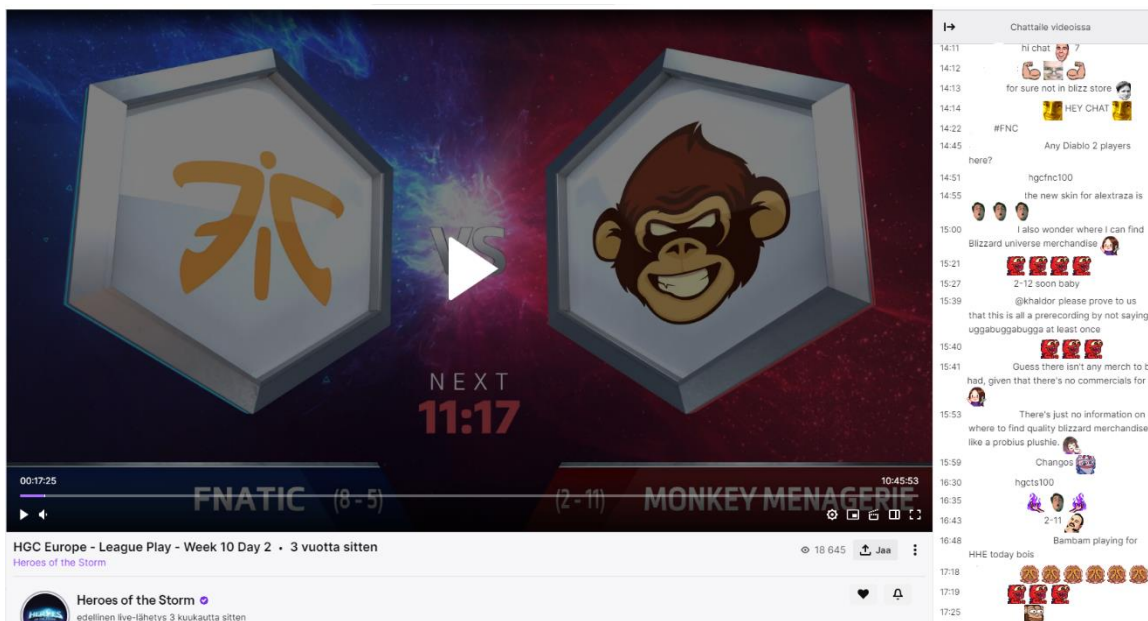 VS
NEXT
11:17
00:17:25
10:45:53
FNATIC (8-5)
(2-11) MONKEY MENAGERIE
HGC Europe - League Play - Week 10 Day 2 • 3 vuotta sitten
Heroes of the Storm
18 645
Jaa
Heroes of the Storm
edellinen live-lähetys 3 kuukautta sitten
HEROES
Chattaile videoissa
14:11 hi chat 7
14:12
14:13 for sure not in blizz store
14:14 HEY CHAT
14:22 #FNC
14:45 Any Diablo 2 players
here?
14:51 hgcfnc100
14:55 the new skin for alextraza is
15:00 I also wonder where I can find
Blizzard universe merchandise
15:21
15:27 2-12 soon baby
15:39 @khaldor please prove to us
that this is all a prerecording by not saying
uggabuggabugga at least once
15:40
15:41 Guess there isn't any merch to b
had, given that there's no commercials for
15:53 There's just no information on
where to find quality blizzard merchandise
like a probius plushie.
15:59 Changos
16:30 hgcts100
16:35
16:43 2-11
16:48 Bambam playing for
HHE today bois
17:18
17:19
17:25